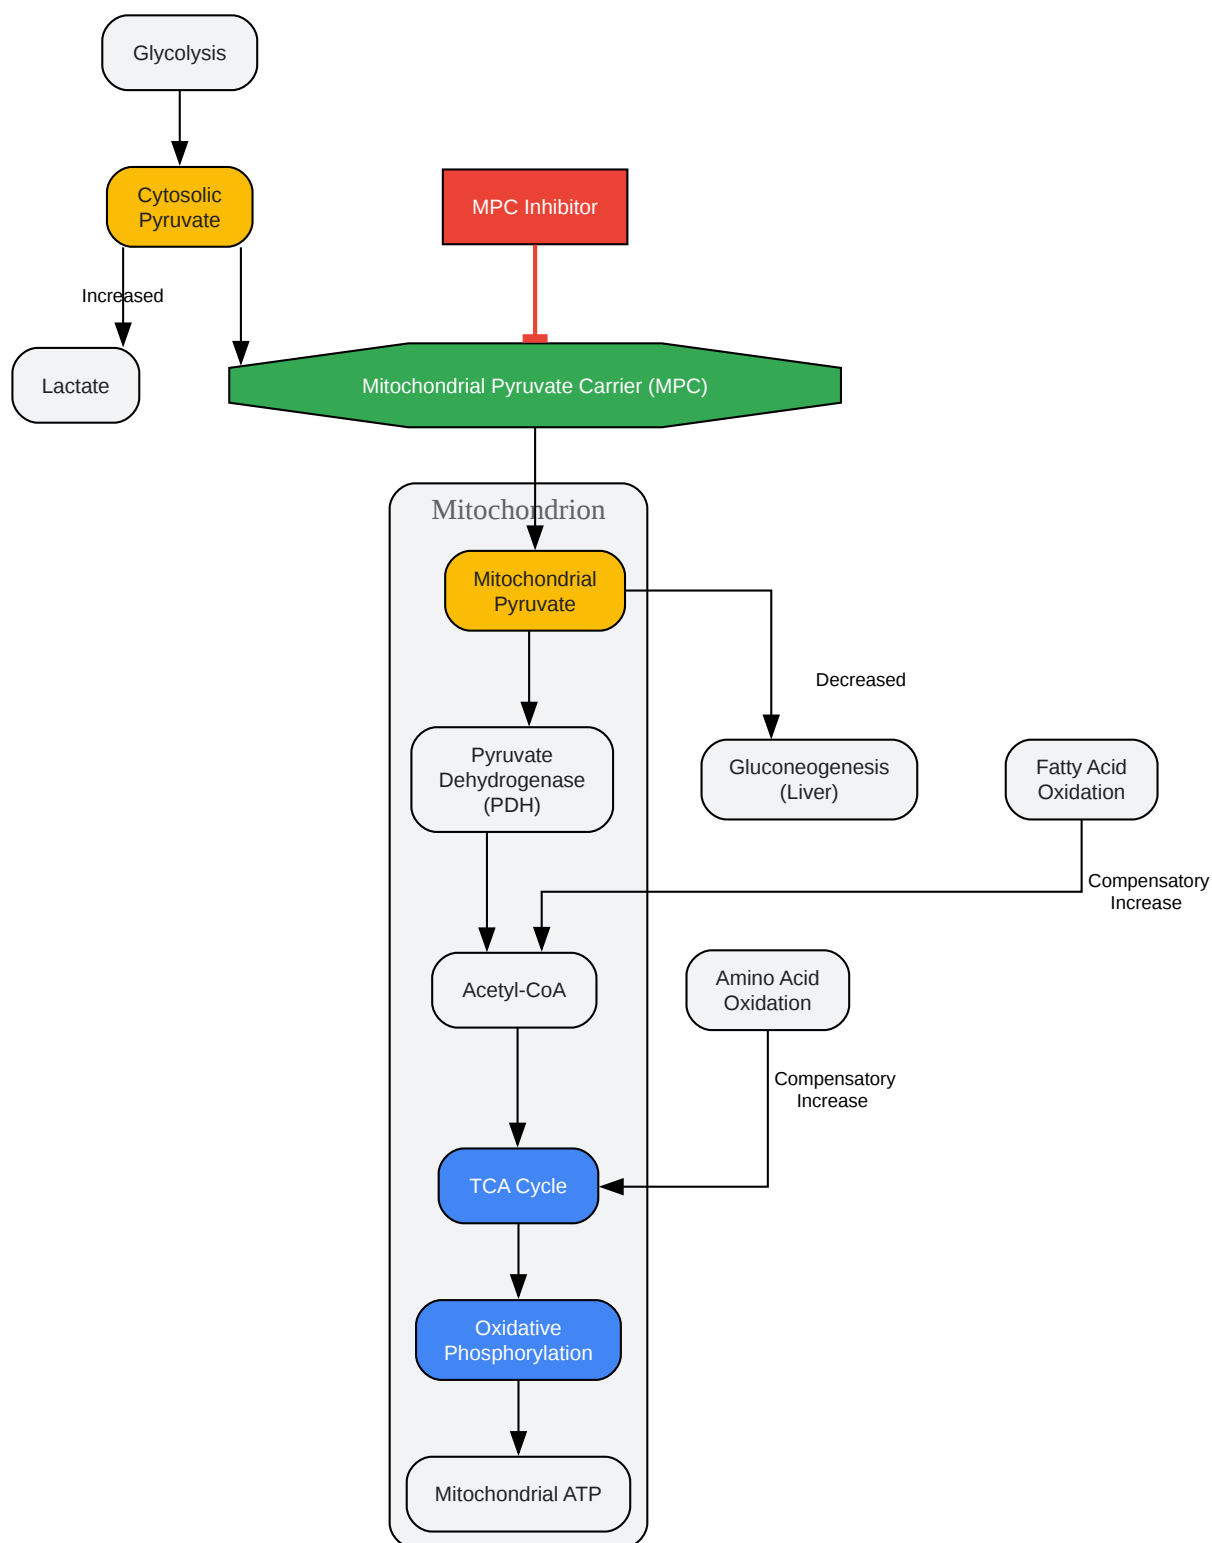 Glycolysis
Cytosolic
Pyruvate
MPC Inhibitor
Increased
Lactate
Mitochondrial Pyruvate Carrier (MPC)
Mitochondrion
Mitochondrial
Pyruvate
Decreased
Pyruvate
Dehydrogenase
(PDH)
Gluconeogenesis
(Liver)
Fatty Acid
Oxidation
Compensatory
Increase
Acetyl-CoA
Amino Acid
Oxidation
Compensatory
Increase
TCA Cycle
Oxidative
Phosphorylation
Mitochondrial ATP